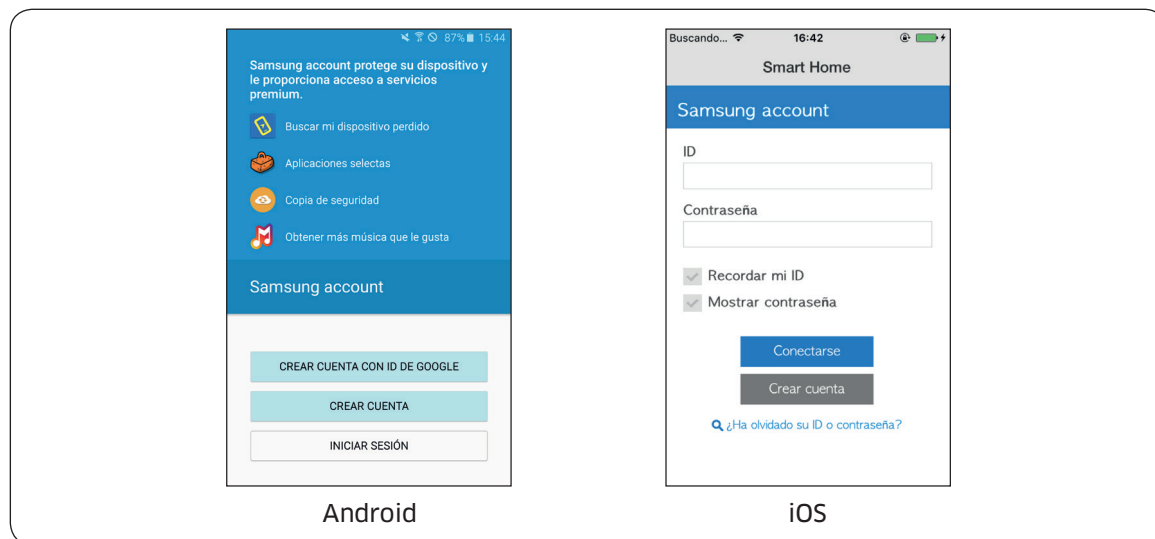 87% 15:44
Samsung account protege su dispositivo y
le proporciona acceso a servicios
premium.
Buscar mi dispositivo perdido
Aplicaciones selectas
Copia de seguridad
Obtener más música que le gusta
Samsung account
CREAR CUENTA CON ID DE GOOGLE
CREAR CUENTA
INICIAR SESIÓN
Android
Buscando... 16:42
Smart Home
Samsung account
ID
Contraseña
Recordar mi ID
Mostrar contraseña
Conectarse
Crear cuenta
¿Ha olvidado su ID o contraseña?
iOS